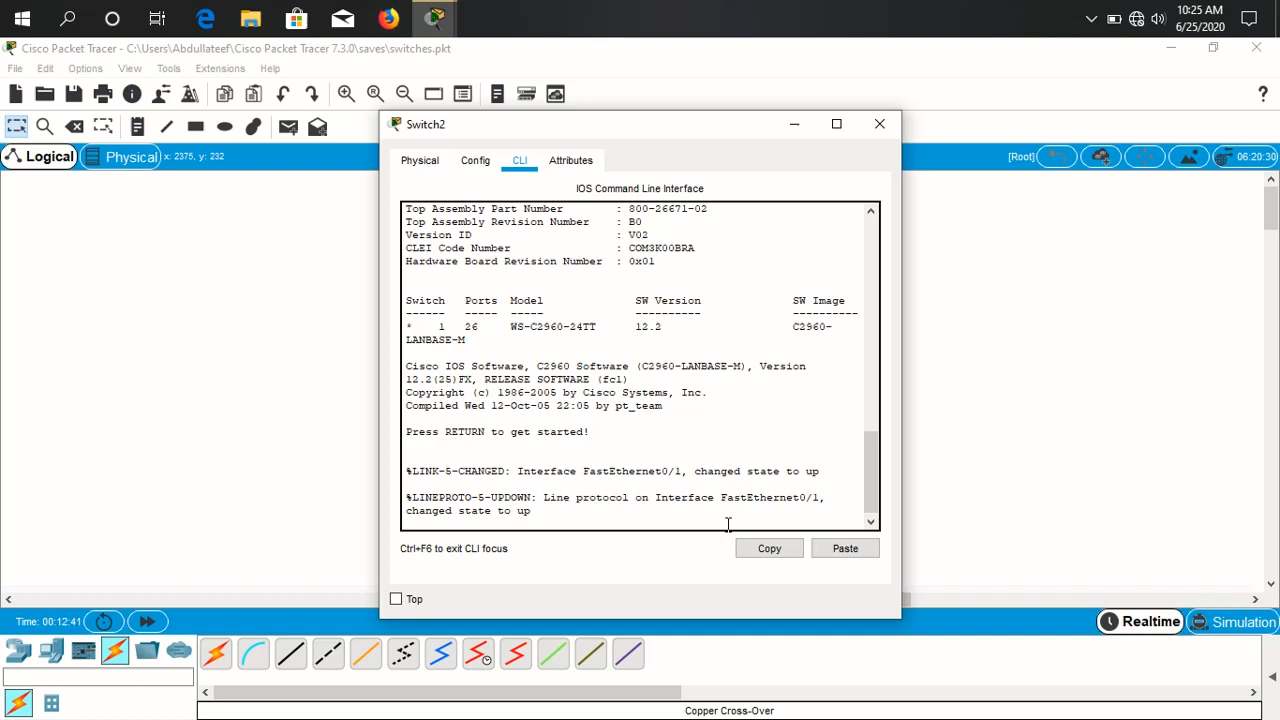 10:25 AM
6/25/2020
Cisco Packet Tracer - C:\Users\Abdullateef\Cisco Packet Tracer 7.3.0\saves\switches.pkt
File Edit Options View Tools Extensions Help
?
Logical Physical x: 2375, y: 232 [Root] 06:20:30
Switch2
Physical Config CLI Attributes
IOS Command Line Interface
Top Assembly Part Number : 800-26671-02
Top Assembly Revision Number : B0
Version ID : V02
CLEI Code Number : COM3K00BRA
Hardware Board Revision Number : 0x01
Switch Ports Model SW Version SW Image
------ ----- ----- ---------- ----------
* 1 26 WS-C2960-24TT 12.2 C2960-
LANBASE-M
Cisco IOS Software, C2960 Software (C2960-LANBASE-M), Version
12.2(25)FX, RELEASE SOFTWARE (fc1)
Copyright (c) 1986-2005 by Cisco Systems, Inc.
Compiled Wed 12-Oct-05 22:05 by pt_team
Press RETURN to get started!
%LINK-5-CHANGED: Interface FastEthernet0/1, changed state to up
%LINEPROTO-5-UPDOWN: Line protocol on Interface FastEthernet0/1,
changed state to up
Ctrl+F6 to exit CLI focus Copy Paste
Top
Time: 00:12:41 Realtime Simulation
Copper Cross-Over